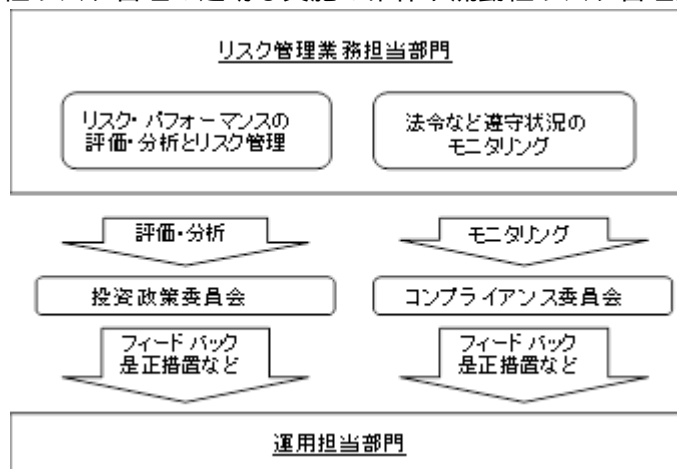 リスク管理業務担当部門
リスク・パフォーマンスの
評価・分析とリスク管理
法令など遵守状況の
モニタリング
評価・分析
モニタリング
投資政策委員会
コンプライアンス委員会
フィードバック
是正措置など
フィードバック
是正措置など
運用担当部門